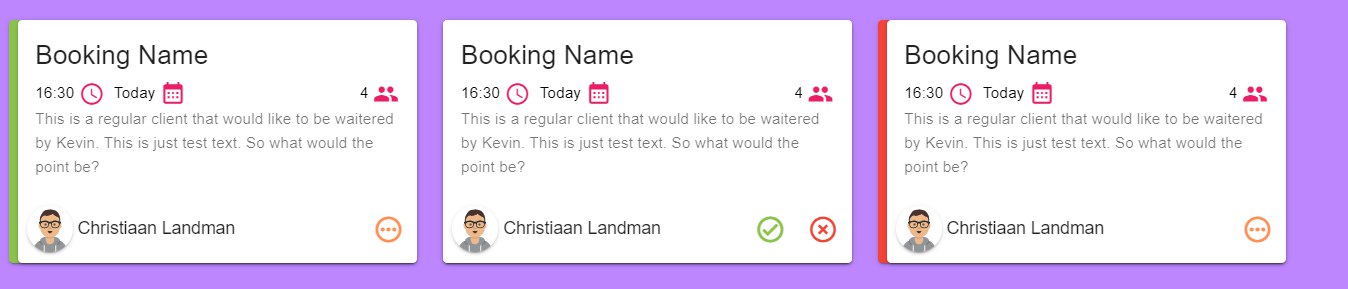 Booking Name
16:30 Today 4
This is a regular client that would like to be waitered
by Kevin. This is just test text. So what would the
point be?
Christiaan Landman
Booking Name
16:30 Today 4
This is a regular client that would like to be waitered
by Kevin. This is just test text. So what would the
point be?
Christiaan Landman
Booking Name
16:30 Today 4
This is a regular client that would like to be waitered
by Kevin. This is just test text. So what would the
point be?
Christiaan Landman